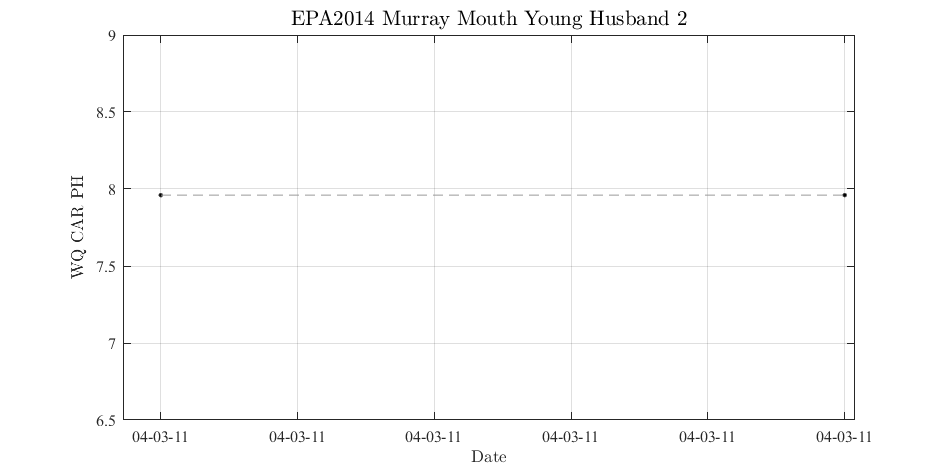 EPA2014 Murray Mouth Young Husband 2
WQ CAR PH
9
8.5
8
7.5
7
6.5
04-03-11 04-03-11 04-03-11 04-03-11 04-03-11 04-03-11
Date